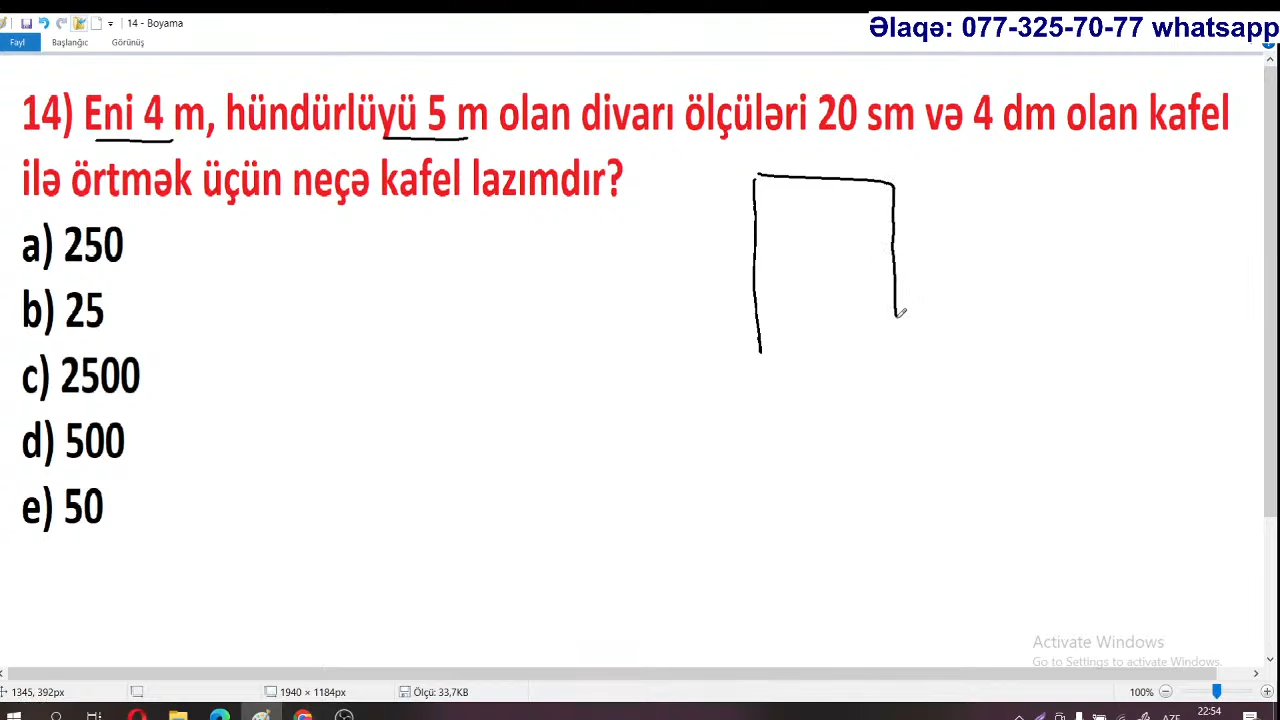 14 - Boyama
Əlaqə: 077-325-70-77 whatsapp
Fayl Başlanğıc Görünüş
14) Eni 4 m, hündürlüyü 5 m olan divarı ölçüləri 20 sm və 4 dm olan kafel
ilə örtmək üçün neçə kafel lazımdır?
a) 250
b) 25
c) 2500
d) 500
e) 50
Activate Windows
Go to Settings to activate Windows.
1345, 392px 1940 × 1184px Ölçü: 33,7KB 100%
AZE 22:54